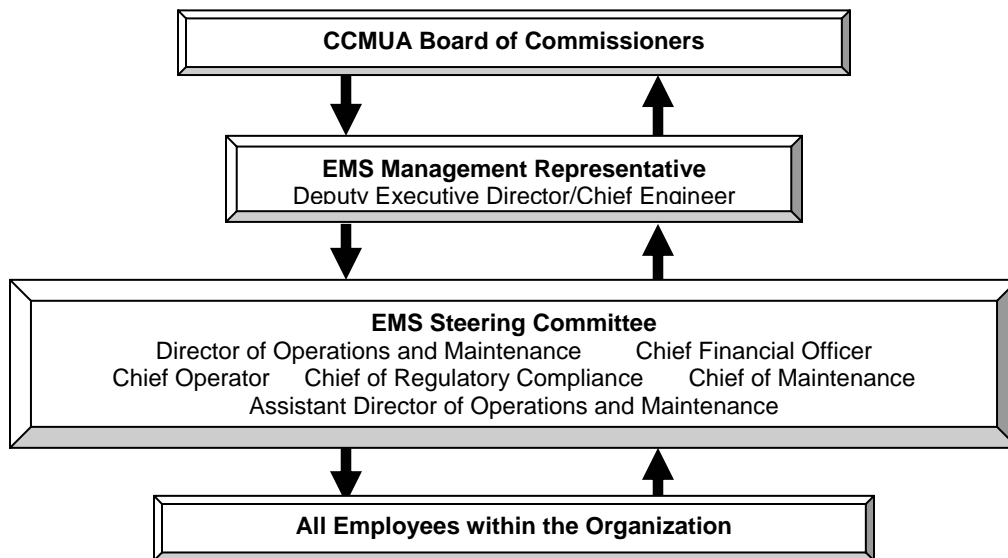 CCMUA Board of Commissioners
EMS Management Representative
Deputy Executive Director/Chief Engineer
EMS Steering Committee
Director of Operations and Maintenance Chief Financial Officer
Chief Operator Chief of Regulatory Compliance Chief of Maintenance
Assistant Director of Operations and Maintenance
All Employees within the Organization